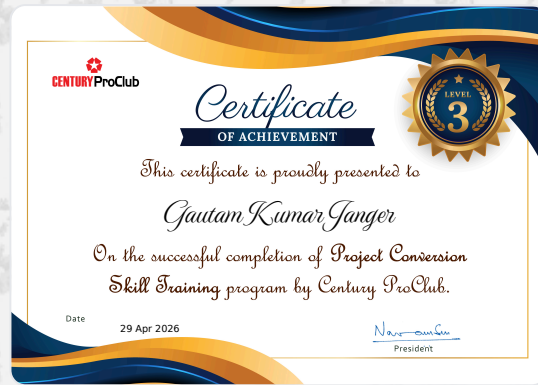 CENTURY ProClub
LEVEL
3
Certificate
OF ACHIEVEMENT
This certificate is proudly presented to
Gautam Kumar Janger
On the successful completion of Project Conversion
Skill Training program by Century ProClub.
Date
29 Apr 2026
President